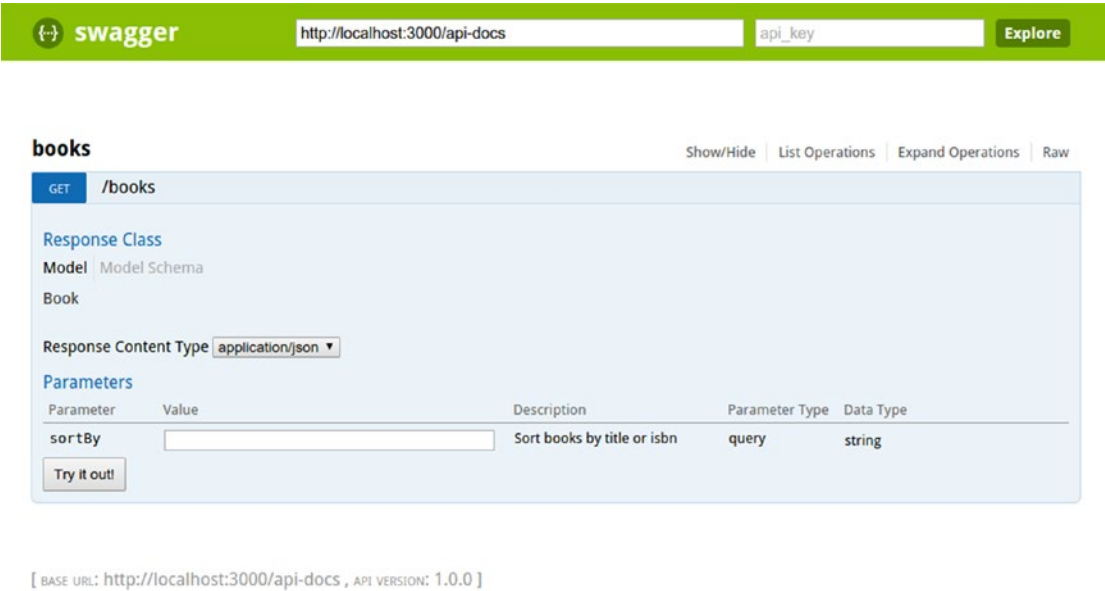 {···} swagger http://localhost:3000/api-docs api_key Explore
books Show/Hide List Operations Expand Operations Raw
GET /books
Response Class
Model Model Schema
Book
Response Content Type application/json
Parameters
Parameter Value Description Parameter Type Data Type
sortBy Sort books by title or isbn query string
Try it out!
[ BASE URL: http://localhost:3000/api-docs , API VERSION: 1.0.0 ]